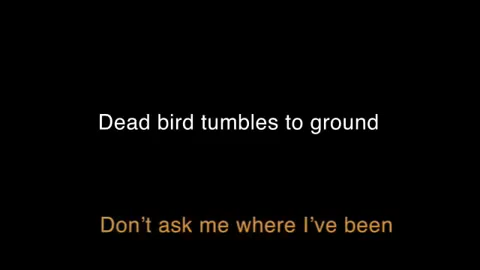 Dead bird tumbles to ground
Don’t ask me where I’ve been